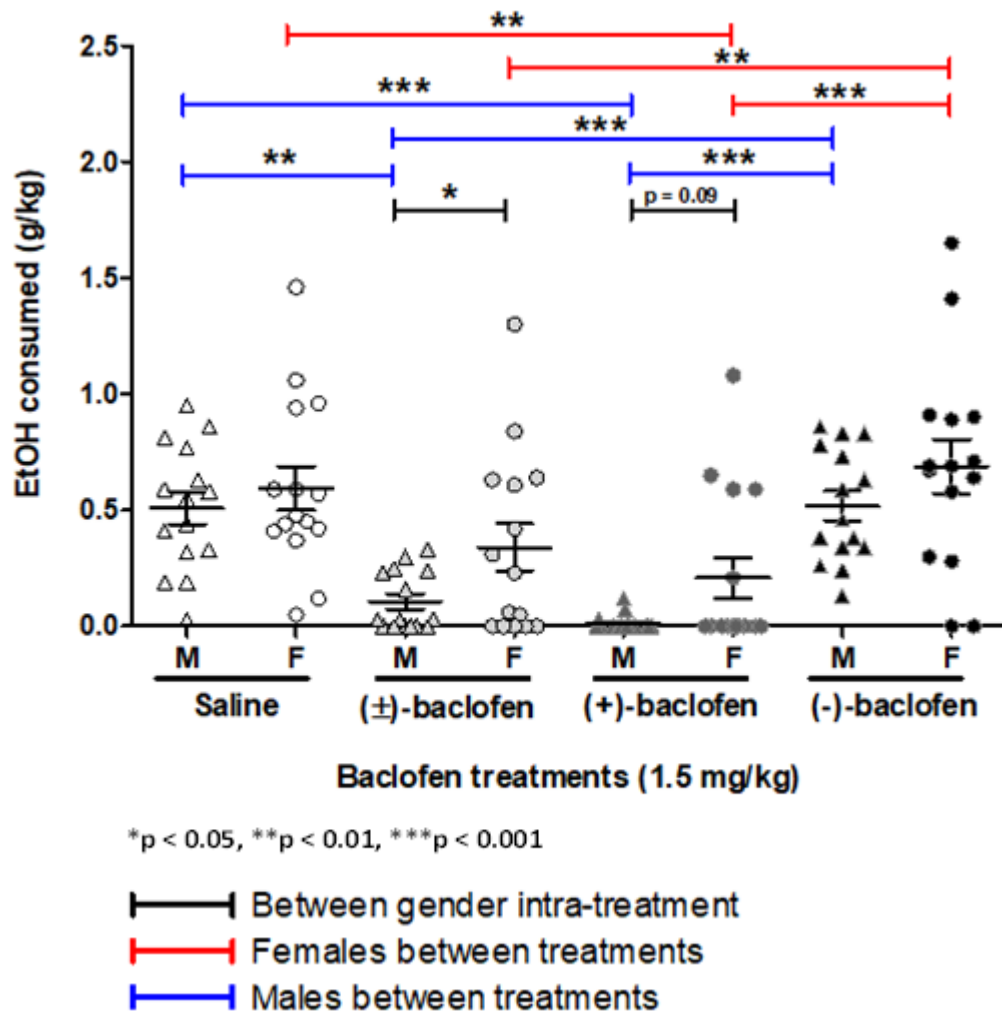 **
2.5
**
***
***
2.0
***
**
***
*
p = 0.09
EtOH consumed (g/kg)
1.5
1.0
0.5
0.0
M F M F M F M F
Saline (±)-baclofen (+)-baclofen (-)-baclofen
Baclofen treatments (1.5 mg/kg)
*p < 0.05, **p < 0.01, ***p < 0.001
Between gender intra-treatment
Females between treatments
Males between treatments